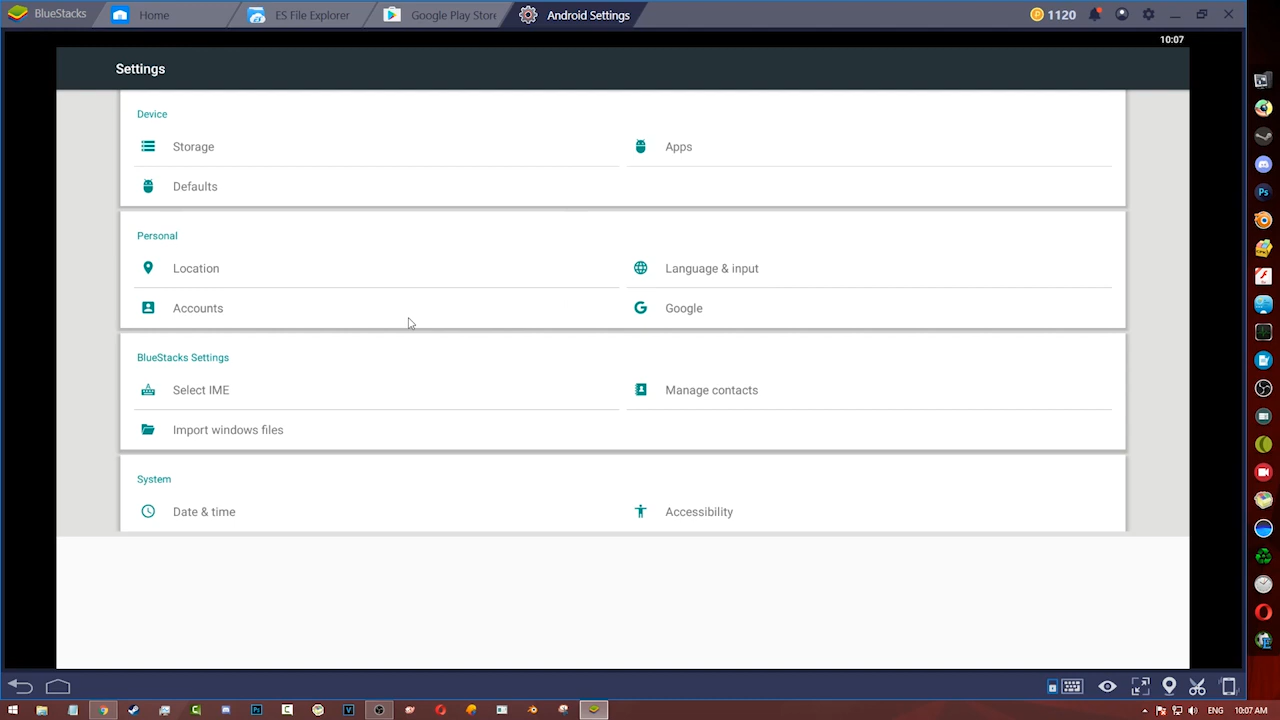 BlueStacks
Home
ES File Explorer
Google Play Store
Android Settings
1120
10:07
Settings
Device
Storage
Apps
Defaults
Personal
Location
Language & input
Accounts
Google
BlueStacks Settings
Select IME
Manage contacts
Import windows files
System
Date & time
Accessibility
ENG 10:07 AM